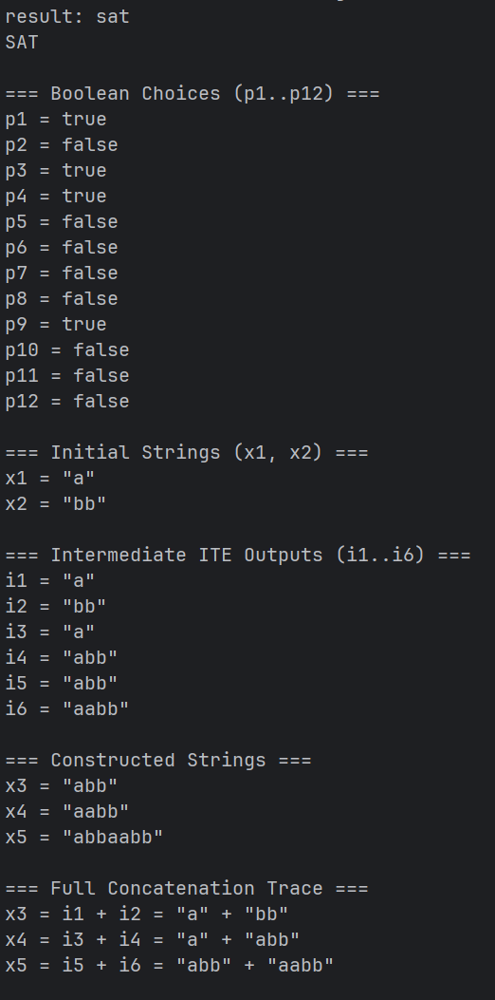 result: sat
SAT
=== Boolean Choices (p1..p12) ===
p1 = true
p2 = false
p3 = true
p4 = true
p5 = false
p6 = false
p7 = false
p8 = false
p9 = true
p10 = false
p11 = false
p12 = false
=== Initial Strings (x1, x2) ===
x1 = "a"
x2 = "bb"
=== Intermediate ITE Outputs (i1..i6) ===
i1 = "a"
i2 = "bb"
i3 = "a"
i4 = "abb"
i5 = "abb"
i6 = "aabb"
=== Constructed Strings ===
x3 = "abb"
x4 = "aabb"
x5 = "abbaabb"
=== Full Concatenation Trace ===
x3 = i1 + i2 = "a" + "bb"
x4 = i3 + i4 = "a" + "abb"
x5 = i5 + i6 = "abb" + "aabb"